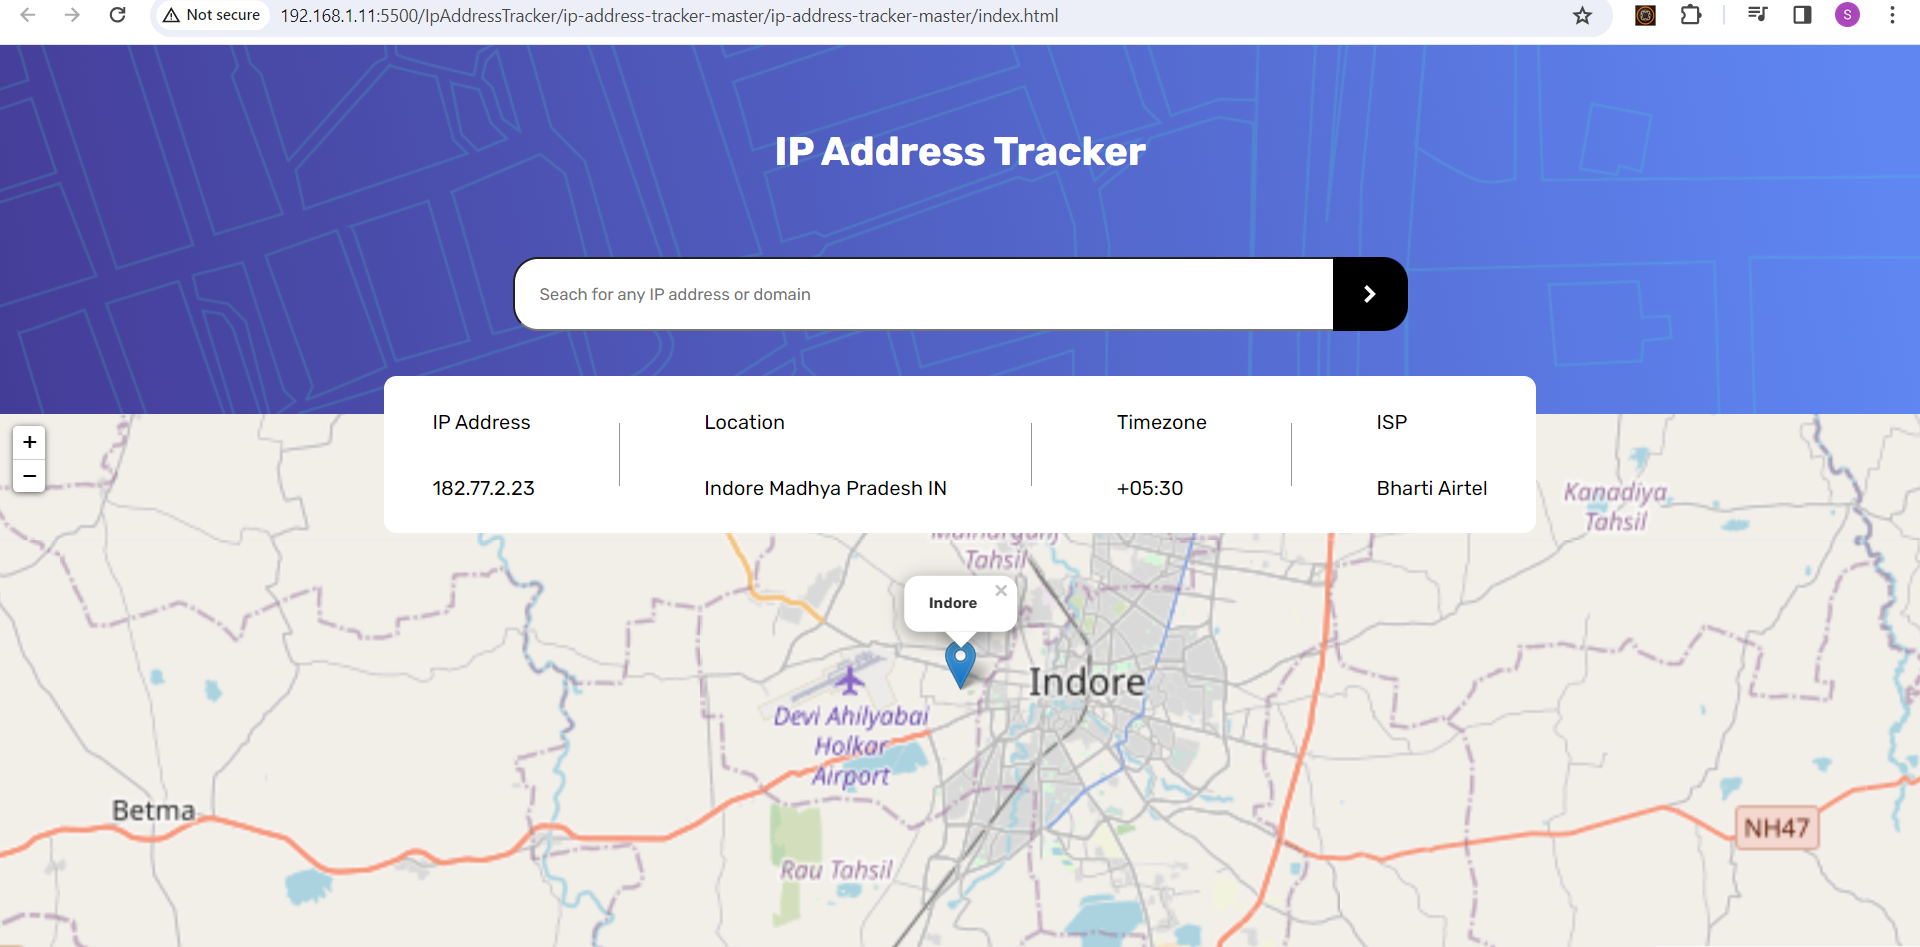 Not secure 192.168.1.11:5500/IpAddressTracker/ip-address-tracker-master/ip-address-tracker-master/index.html S
IP Address Tracker
Seach for any IP address or domain
IP Address Location Timezone ISP
182.77.2.23 Indore Madhya Pradesh IN +05:30 Bharti Airtel
+
−
Kanadiya
Tahsil
Tahsil
Indore
×
Indore
Devi Ahilyabai
Holkar
Airport
Betma
NH47
Rau Tahsil